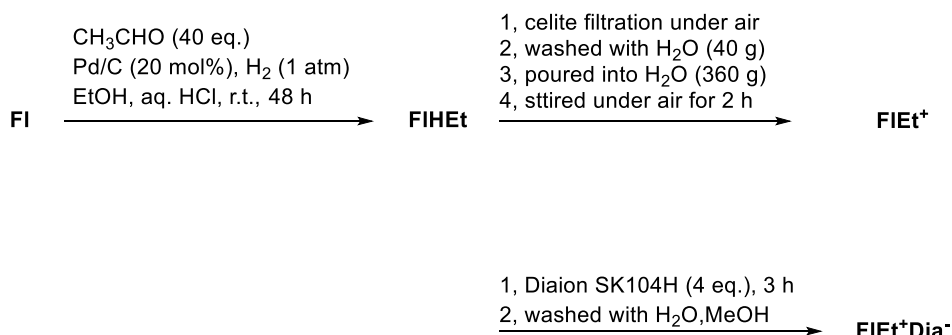 CH₃CHO (40 eq.)
Pd/C (20 mol%), H₂ (1 atm)
EtOH, aq. HCl, r.t., 48 h
1, celite filtration under air
2, washed with H₂O (40 g)
3, poured into H₂O (360 g)
4, sttired under air for 2 h
Fl
FlHEt
FlEt⁺
1, Diaion SK104H (4 eq.), 3 h
2, washed with H₂O,MeOH
FlEt⁺Dia⁻